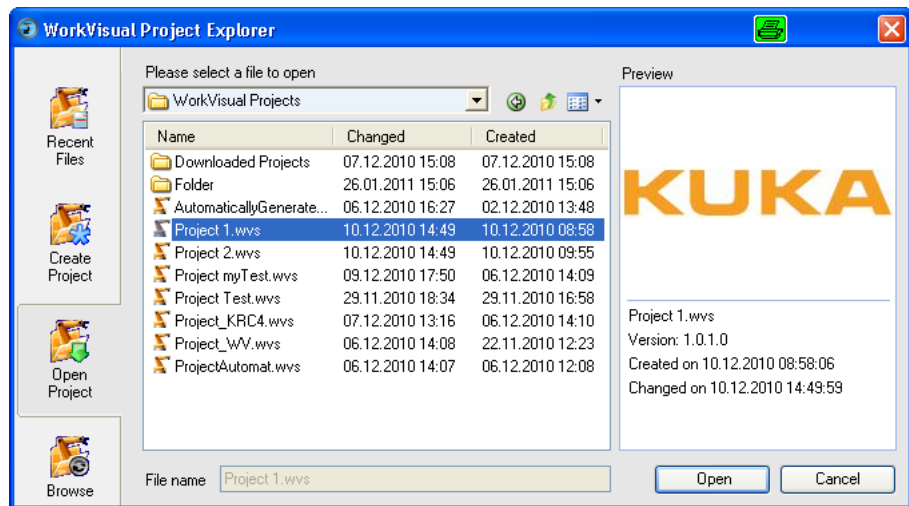 WorkVisual Project Explorer
Recent
Files
Create
Project
Open
Project
Browse
Please select a file to open
WorkVisual Projects
Name Changed Created
Downloaded Projects 07.12.2010 15:08 07.12.2010 15:08
Folder 26.01.2011 15:06 26.01.2011 15:06
AutomaticallyGenerate... 06.12.2010 16:27 02.12.2010 13:48
Project 1.wvs 10.12.2010 14:49 10.12.2010 08:58
Project 2.wvs 10.12.2010 14:49 10.12.2010 09:55
Project myTest.wvs 09.12.2010 17:50 06.12.2010 14:09
Project Test.wvs 29.11.2010 18:34 29.11.2010 16:58
Project_KRC4.wvs 07.12.2010 13:16 06.12.2010 14:10
Project_WV.wvs 06.12.2010 14:08 22.11.2010 12:23
ProjectAutomat.wvs 06.12.2010 14:07 06.12.2010 12:08
File name Project 1.wvs
Preview
KUKA
Project 1.wvs
Version: 1.0.1.0
Created on 10.12.2010 08:58:06
Changed on 10.12.2010 14:49:59
Open Cancel